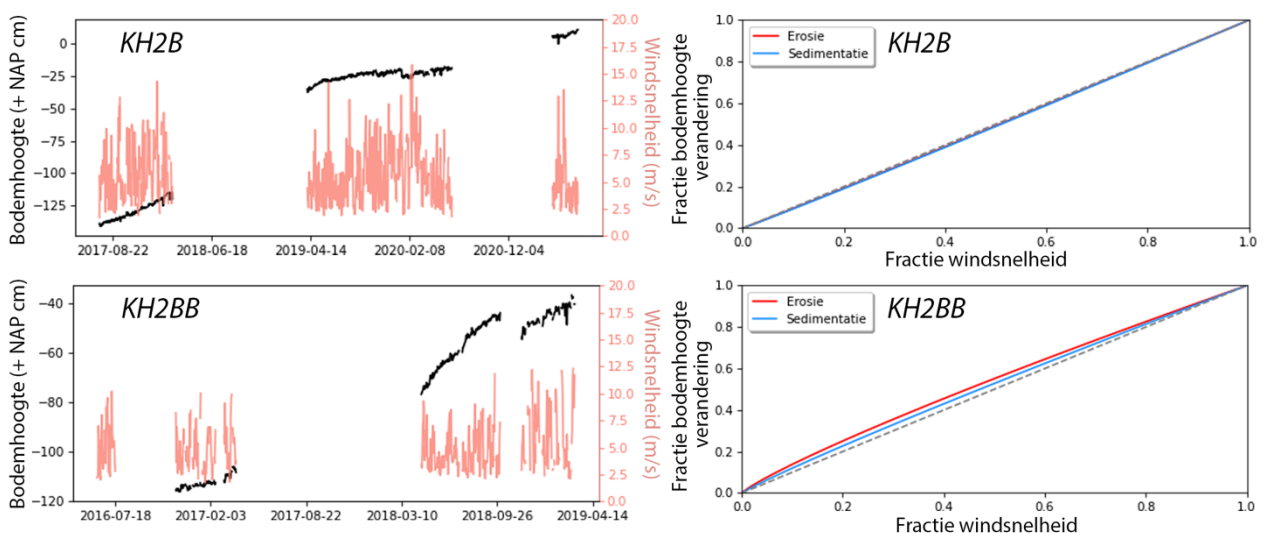 KH2B
Bodemhoogte (+ NAP cm)
0
−25
−50
−75
−100
−125
20.0
17.5
15.0
12.5
10.0
7.5
5.0
2.5
0.0
Windsnelheid (m/s)
2017-08-22 2018-06-18 2019-04-14 2020-02-08 2020-12-04
KH2B
Erosie
Sedimentatie
Fractie bodemhoogte
verandering
1.0
0.8
0.6
0.4
0.2
0.0
0.0 0.2 0.4 0.6 0.8 1.0
Fractie windsnelheid
KH2BB
Bodemhoogte (+ NAP cm)
−40
−60
−80
−100
−120
20.0
17.5
15.0
12.5
10.0
7.5
5.0
2.5
0.0
Windsnelheid (m/s)
2016-07-18 2017-02-03 2017-08-22 2018-03-10 2018-09-26 2019-04-14
KH2BB
Erosie
Sedimentatie
Fractie bodemhoogte
verandering
1.0
0.8
0.6
0.4
0.2
0.0
0.0 0.2 0.4 0.6 0.8 1.0
Fractie windsnelheid